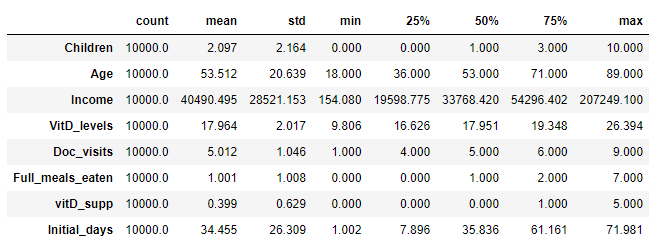 count mean std min 25% 50% 75% max
Children 10000.0 2.097 2.164 0.000 0.000 1.000 3.000 10.000
Age 10000.0 53.512 20.639 18.000 36.000 53.000 71.000 89.000
Income 10000.0 40490.495 28521.153 154.080 19598.775 33768.420 54296.402 207249.100
VitD_levels 10000.0 17.964 2.017 9.806 16.626 17.951 19.348 26.394
Doc_visits 10000.0 5.012 1.046 1.000 4.000 5.000 6.000 9.000
Full_meals_eaten 10000.0 1.001 1.008 0.000 0.000 1.000 2.000 7.000
vitD_supp 10000.0 0.399 0.629 0.000 0.000 0.000 1.000 5.000
Initial_days 10000.0 34.455 26.309 1.002 7.896 35.836 61.161 71.981